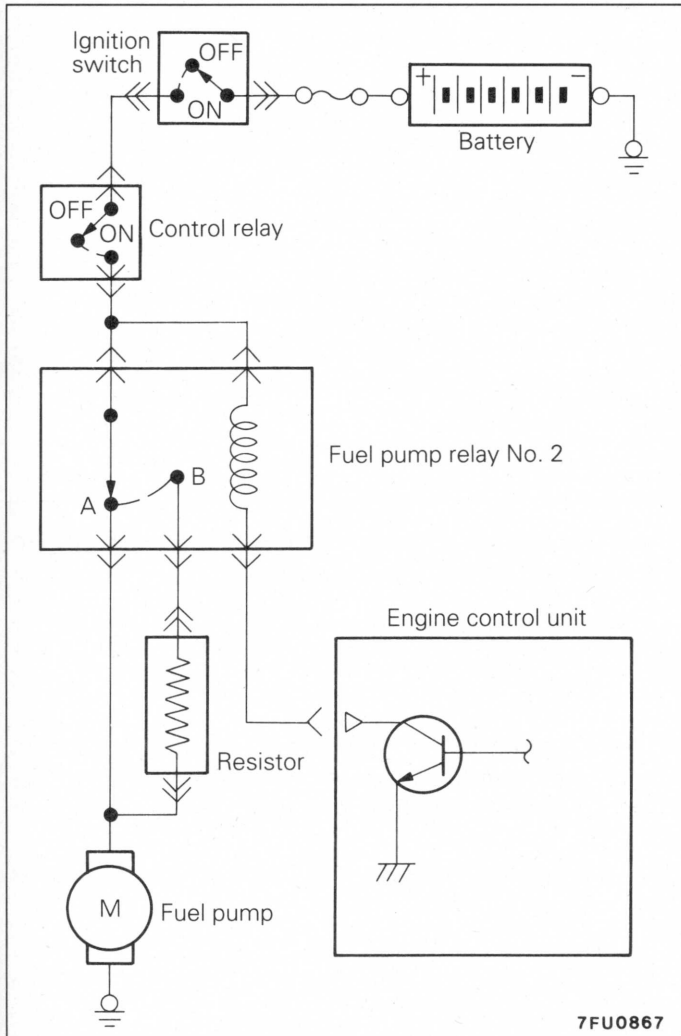 Ignition
switch
OFF
ON
+
−
Battery
OFF
ON
Control relay
Fuel pump relay No. 2
A
B
Engine control unit
Resistor
M
Fuel pump
7FU0867